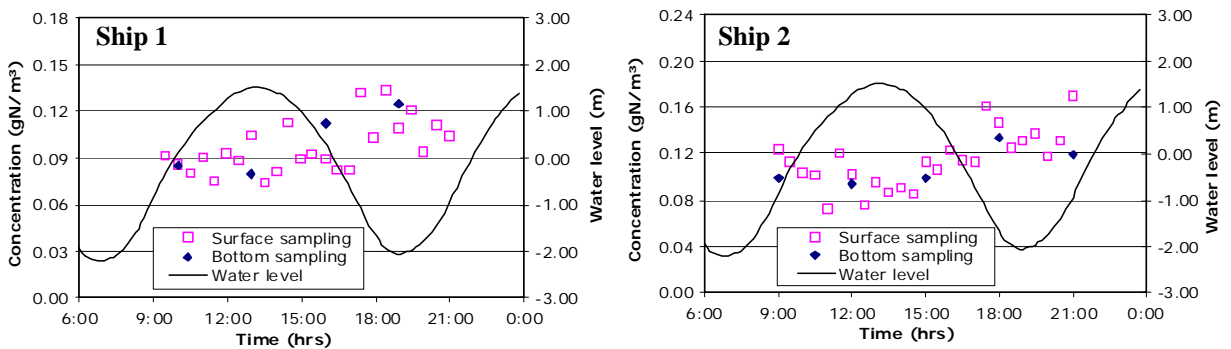 Ship 1
Concentration (gN/m³)
0.18
0.15
0.12
0.09
0.06
0.03
0.00
3.00
2.00
1.00
0.00
-1.00
-2.00
-3.00
Water level (m)
Surface sampling
Bottom sampling
Water level
6:00 9:00 12:00 15:00 18:00 21:00 0:00
Time (hrs)
Ship 2
Concentration (gN/m³)
0.24
0.20
0.16
0.12
0.08
0.04
0.00
3.00
2.00
1.00
0.00
-1.00
-2.00
-3.00
Water level (m)
Surface sampling
Bottom sampling
Water level
6:00 9:00 12:00 15:00 18:00 21:00 0:00
Time (hrs)